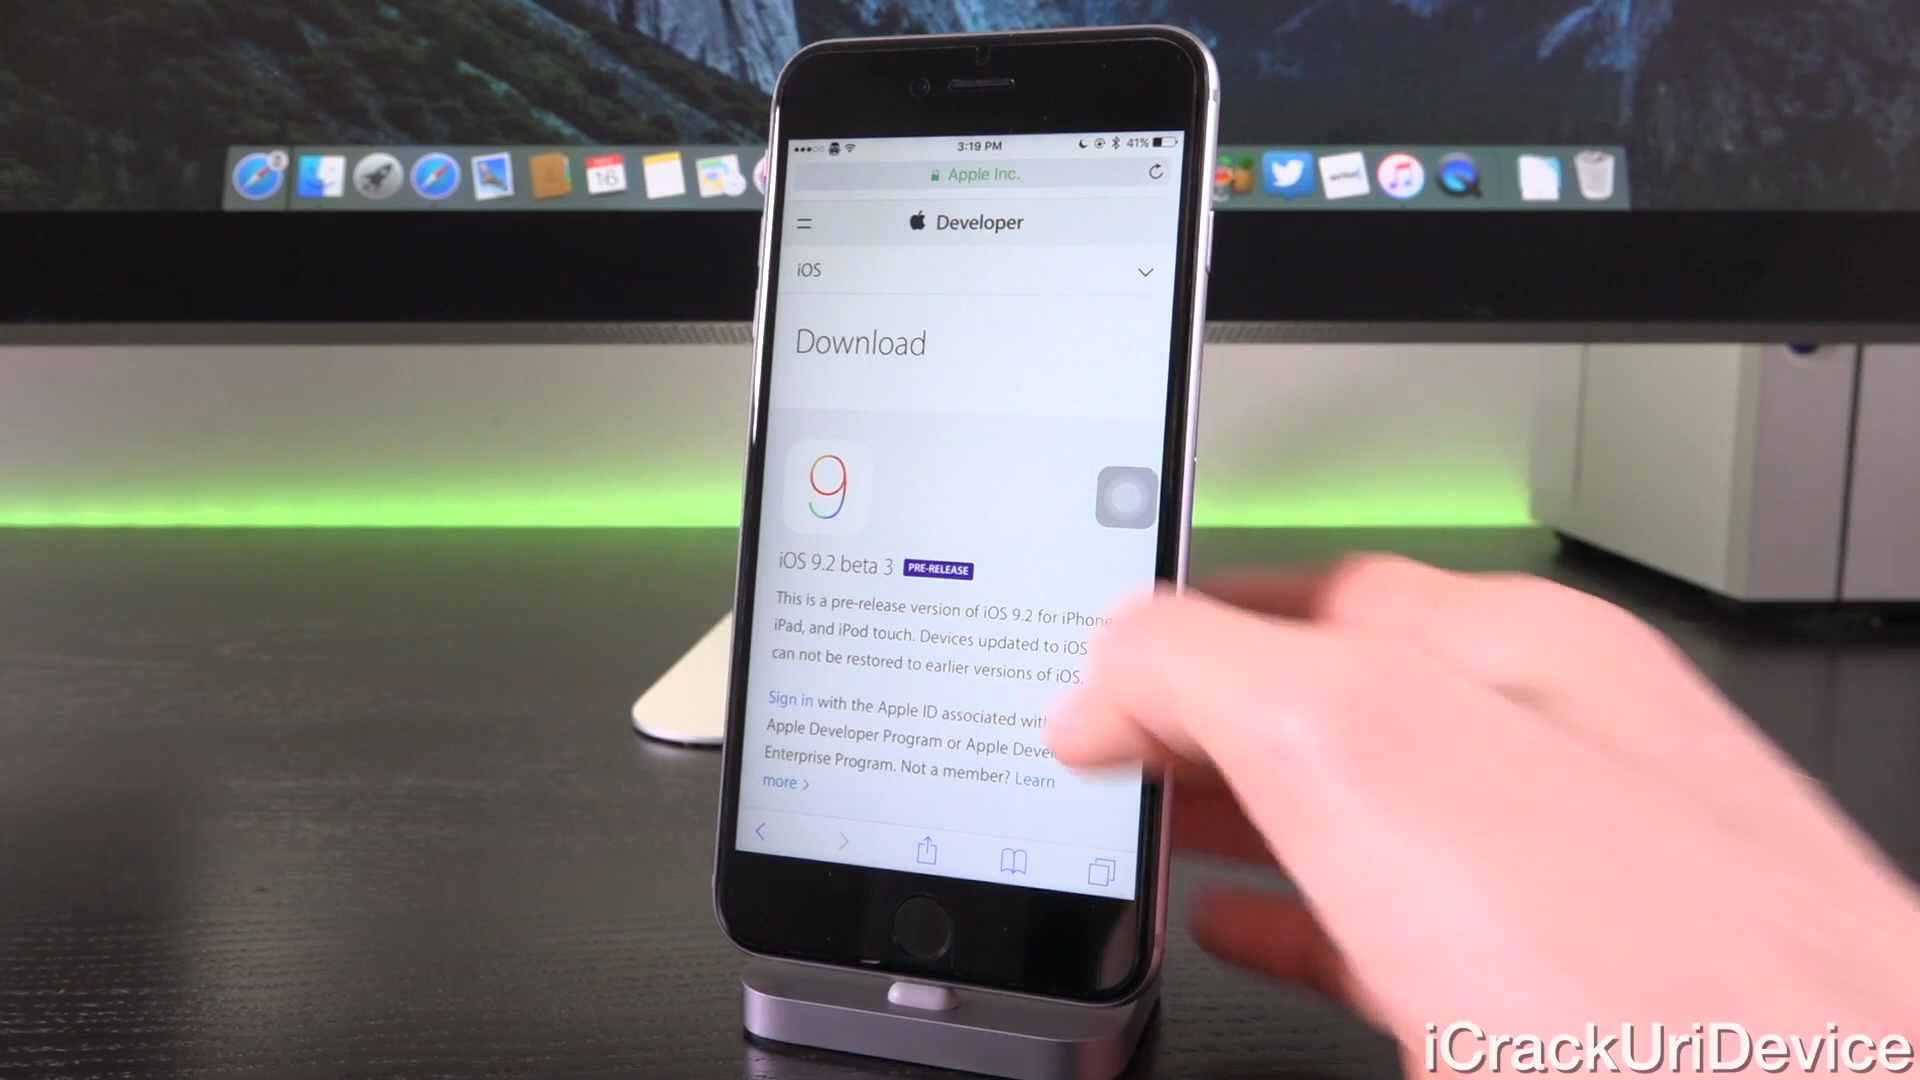 3:19 PM
41%
Apple Inc.
Developer
iOS
Download
9
iOS 9.2 beta 3 PRE-RELEASE
This is a pre-release version of iOS 9.2 for iPhone
iPad, and iPod touch. Devices updated to iOS
can not be restored to earlier versions of iOS.
Sign in with the Apple ID associated with
Apple Developer Program or Apple
Enterprise Program. Not a member? Learn
more >
16
iCrackUriDevice